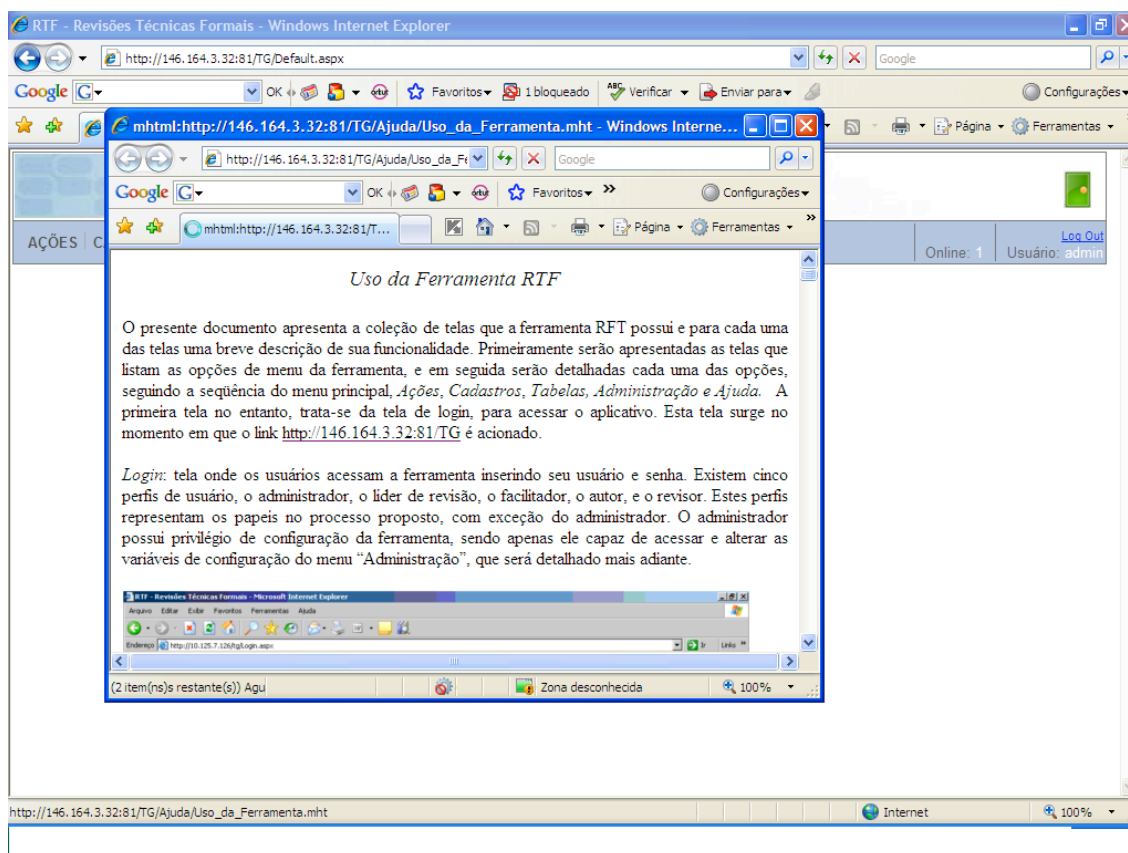 RTF - Revisões Técnicas Formais - Windows Internet Explorer
http://146.164.3.32:81/TG/Default.aspx
Google
Google G OK Favoritos 1 bloqueado ABC Verificar Enviar para Configurações
Página Ferramentas
mhtml:http://146.164.3.32:81/TG/Ajuda/Uso_da_Ferramenta.mht - Windows Interne...
http://146.164.3.32:81/TG/Ajuda/Uso_da_Fe
Google
Google G OK Favoritos >> Configurações
mhtml:http://146.164.3.32:81/T... Página Ferramentas >>
AÇÕES
Log Out
Online: 1 Usuário: admin
Uso da Ferramenta RTF
O presente documento apresenta a coleção de telas que a ferramenta RFT possui e para cada uma
das telas uma breve descrição de sua funcionalidade. Primeiramente serão apresentadas as telas que
listam as opções de menu da ferramenta, e em seguida serão detalhadas cada uma das opções,
seguindo a seqüência do menu principal, Ações, Cadastros, Tabelas, Administração e Ajuda. A
primeira tela no entanto, trata-se da tela de login, para acessar o aplicativo. Esta tela surge no
momento em que o link http://146.164.3.32:81/TG é acionado.
Login: tela onde os usuários acessam a ferramenta inserindo seu usuário e senha. Existem cinco
perfis de usuário, o administrador, o líder de revisão, o facilitador, o autor, e o revisor. Estes perfis
representam os papeis no processo proposto, com exceção do administrador. O administrador
possui privilégio de configuração da ferramenta, sendo apenas ele capaz de acessar e alterar as
variáveis de configuração do menu “Administração”, que será detalhado mais adiante.
RTF - Revisões Técnicas Formais - Microsoft Internet Explorer
Arquivo Editar Exibir Favoritos Ferramentas Ajuda
Endereço http://10.125.7.126/tg/Login.aspx Ir Links »
(2 item(ns)s restante(s)) Agu Zona desconhecida 100%
http://146.164.3.32:81/TG/Ajuda/Uso_da_Ferramenta.mht Internet 100%